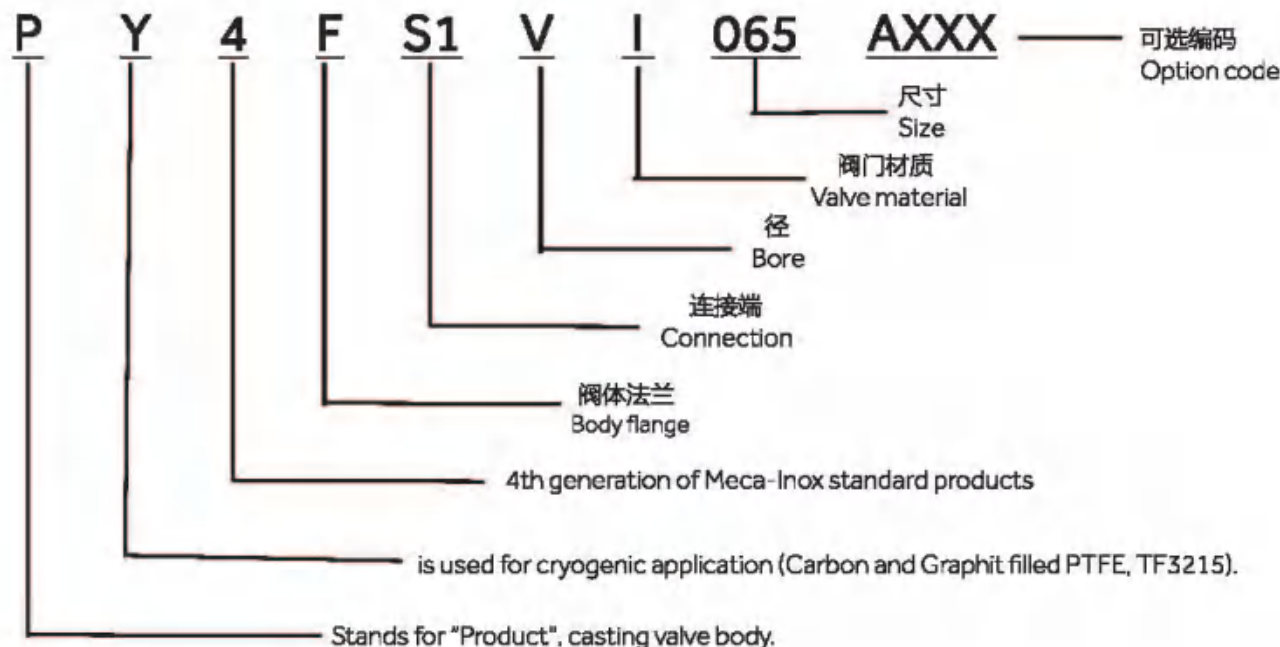 P Y 4 F S1 V I 065 AXXX
可选编码
Option code
尺寸
Size
阀门材质
Valve material
径
Bore
连接端
Connection
阀体法兰
Body flange
4th generation of Meca-Inox standard products
is used for cryogenic application (Carbon and Graphit filled PTFE, TF3215).
Stands for "Product", casting valve body.